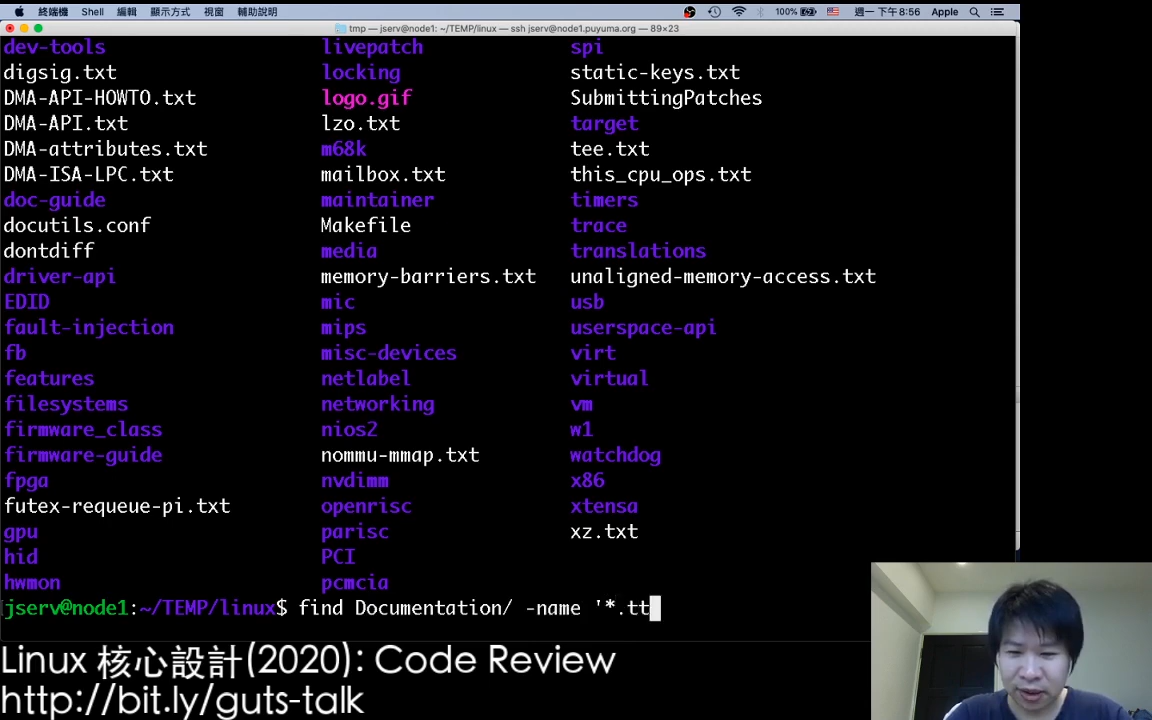 終端機 Shell 編輯 顯示方式 視窗 輔助說明 100% 週一 下午8:56 Apple
tmp — jserv@node1: ~/TEMP/linux — ssh jserv@node1.puyuma.org — 89×23
dev-tools livepatch spi
digsig.txt locking static-keys.txt
DMA-API-HOWTO.txt logo.gif SubmittingPatches
DMA-API.txt lzo.txt target
DMA-attributes.txt m68k tee.txt
DMA-ISA-LPC.txt mailbox.txt this_cpu_ops.txt
doc-guide maintainer timers
docutils.conf Makefile trace
dontdiff media translations
driver-api memory-barriers.txt unaligned-memory-access.txt
EDID mic usb
fault-injection mips userspace-api
fb misc-devices virt
features netlabel virtual
filesystems networking vm
firmware_class nios2 w1
firmware-guide nommu-mmap.txt watchdog
fpga nvdimm x86
futex-requeue-pi.txt openrisc xtensa
gpu parisc xz.txt
hid PCI
hwmon pcmcia
jserv@node1:~/TEMP/linux$ find Documentation/ -name '*.tt
Linux 核心設計(2020): Code Review
http://bit.ly/guts-talk